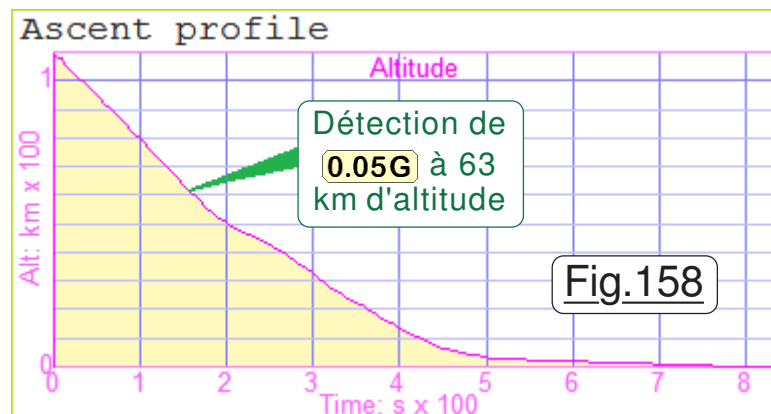 Ascent profile
Altitude
1
Alt: km x 100
Détection de
0.05G à 63
km d'altitude
Fig.158
0
0 1 2 3 4 5 6 7 8
Time: s x 100